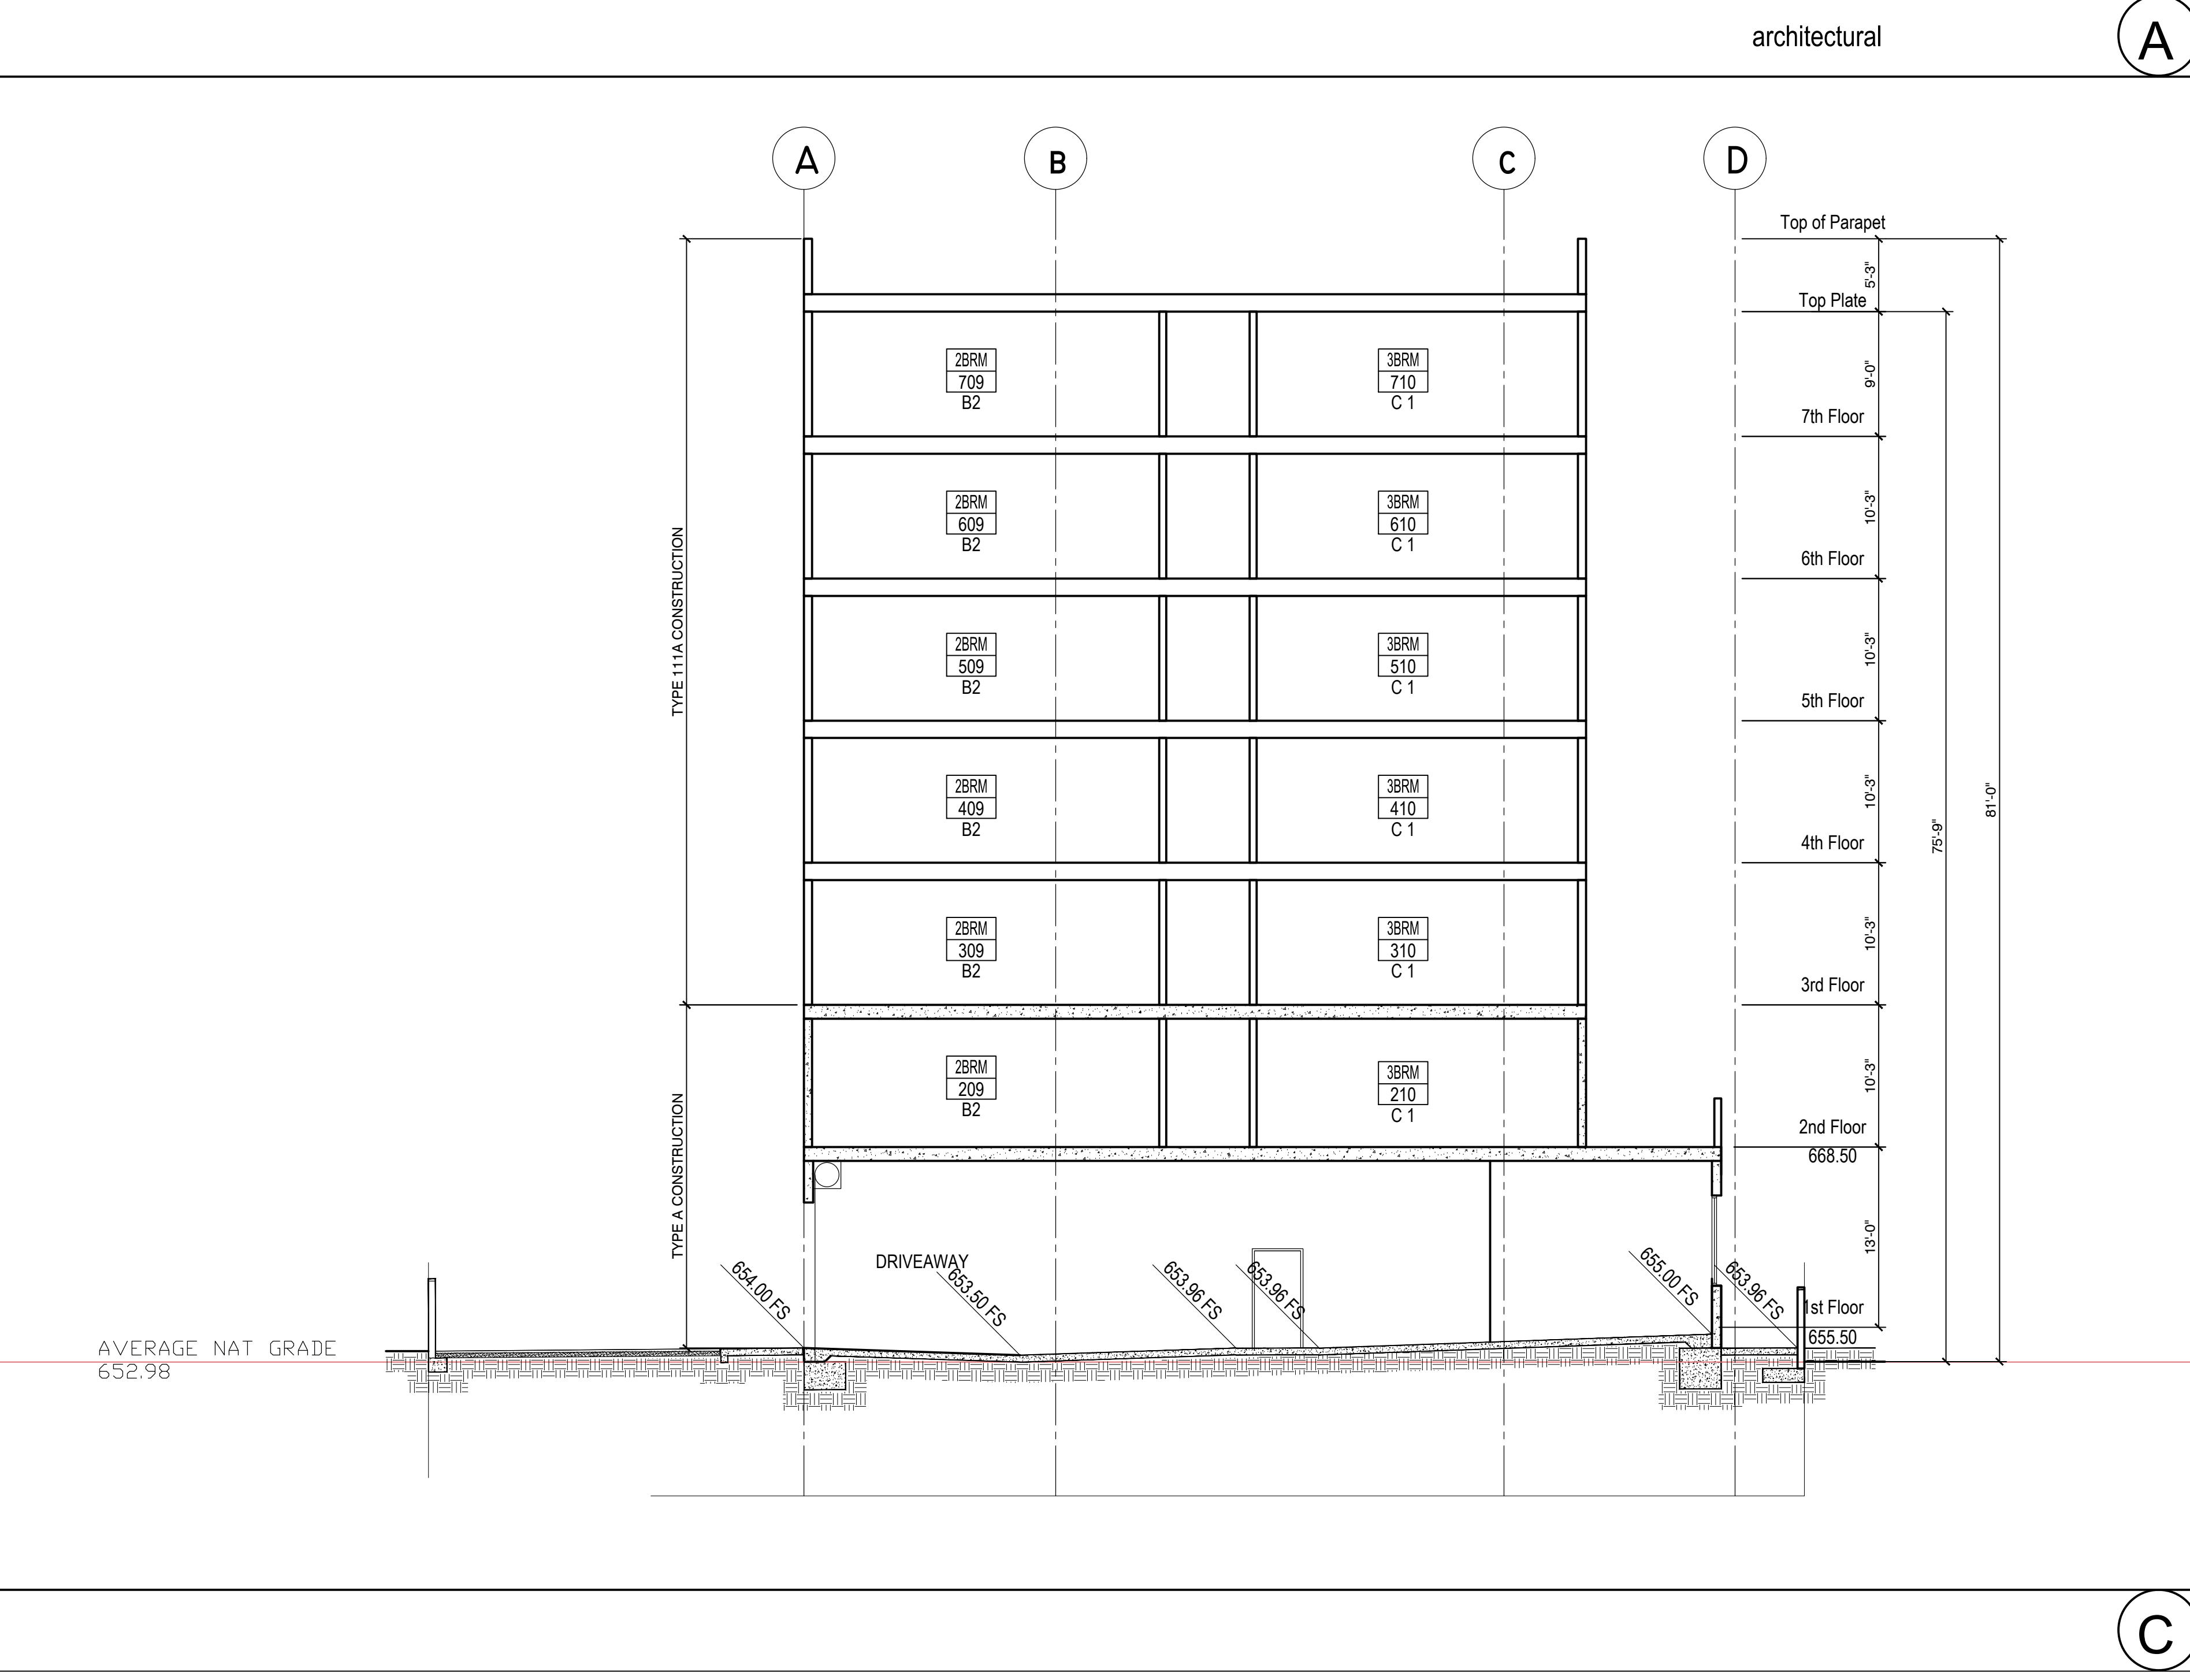 architectural
A
A
B
C
D
Top of Parapet
5'-3"
Top Plate
2BRM
709
B2
3BRM
710
C 1
9'-0"
7th Floor
2BRM
609
B2
3BRM
610
C 1
10'-3"
6th Floor
TYPE 111A CONSTRUCTION
2BRM
509
B2
3BRM
510
C 1
10'-3"
5th Floor
2BRM
409
B2
3BRM
410
C 1
10'-3"
81'-0"
75'-9"
4th Floor
2BRM
309
B2
3BRM
310
C 1
10'-3"
3rd Floor
2BRM
209
B2
3BRM
210
C 1
10'-3"
2nd Floor
668.50
TYPE A CONSTRUCTION
13'-0"
DRIVEAWAY
654.00 FS
653.50 FS
653.96 FS
653.96 FS
655.00 FS
653.96 FS
1st Floor
655.50
AVERAGE NAT GRADE
652.98
C